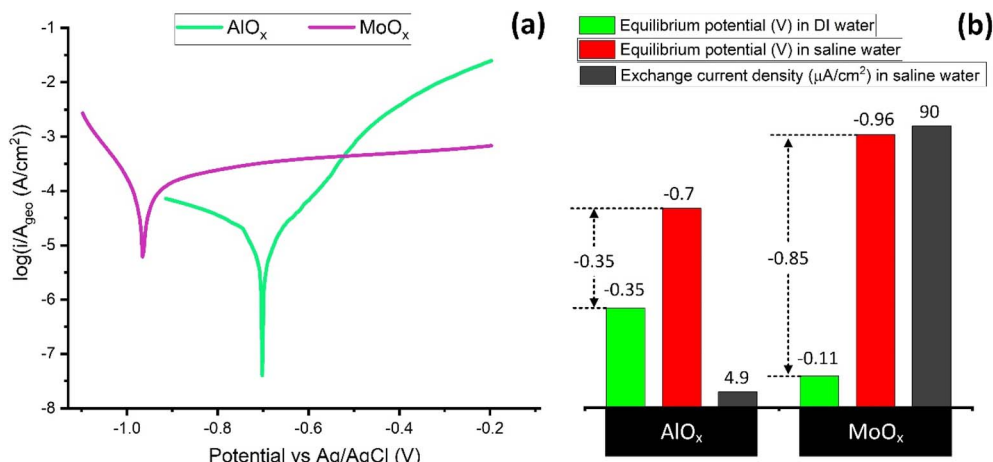 AlOₓ MoOₓ (a)
-1
-2
-3
-4
-5
-6
-7
-8
log(i/A_geo (A/cm²))
-1.0 -0.8 -0.6 -0.4 -0.2
Potential vs Ag/AgCl (V)
Equilibrium potential (V) in DI water (b)
Equilibrium potential (V) in saline water
Exchange current density (μA/cm²) in saline water
-0.96 90
-0.7
-0.85
-0.35
-0.35
-0.11
4.9
AlOₓ MoOₓ